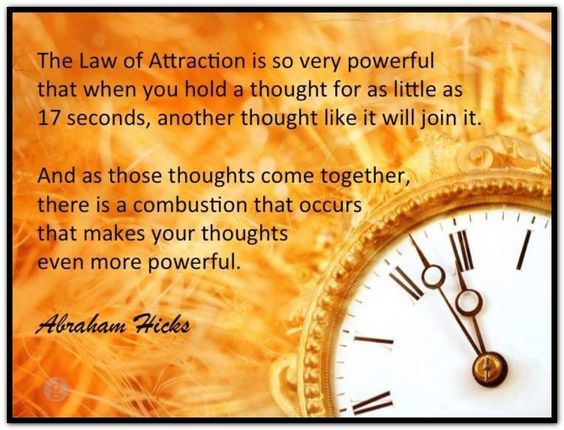 The Law of Attraction is so very powerful
that when you hold a thought for as little as
17 seconds, another thought like it will join it.
And as those thoughts come together,
there is a combustion that occurs
that makes your thoughts
even more powerful.
Abraham Hicks